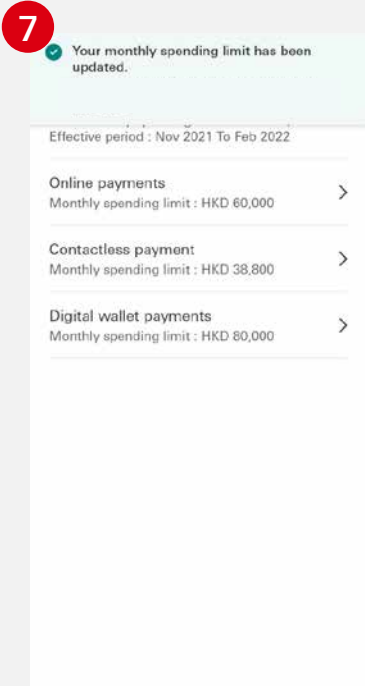 7
Your monthly spending limit has been
updated.
Effective period : Nov 2021 To Feb 2022
Online payments
Monthly spending limit : HKD 60,000
Contactless payment
Monthly spending limit : HKD 38,800
Digital wallet payments
Monthly spending limit : HKD 80,000